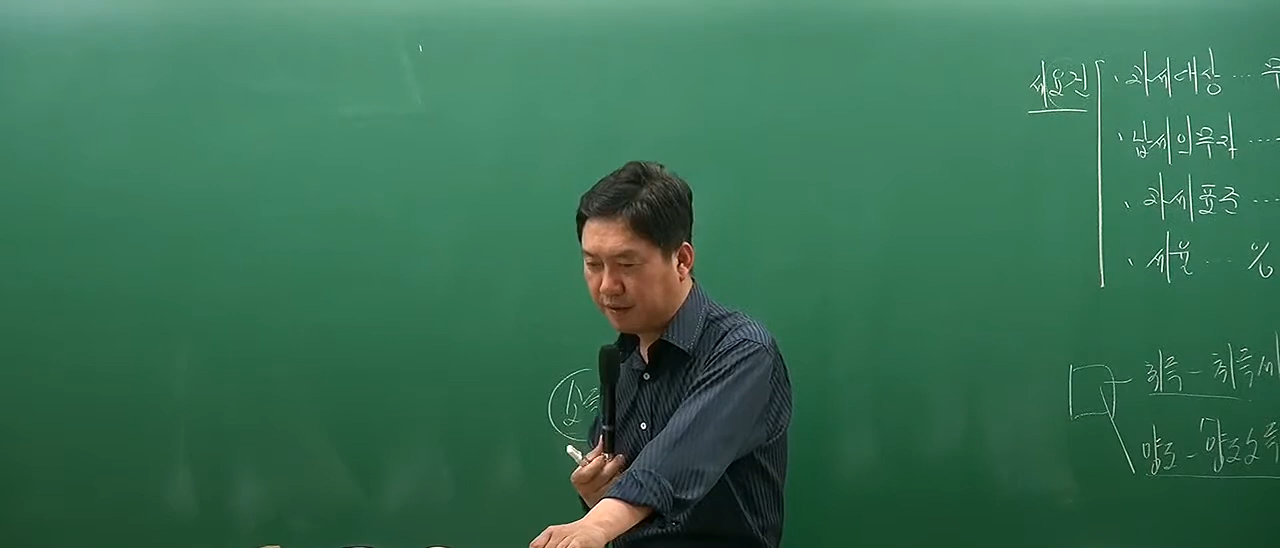 세요건
· 과세대상 …
· 납세의무자 …
· 과세표준 …
· 세율 … %
취득 - 취득세
양도 - 양도소득